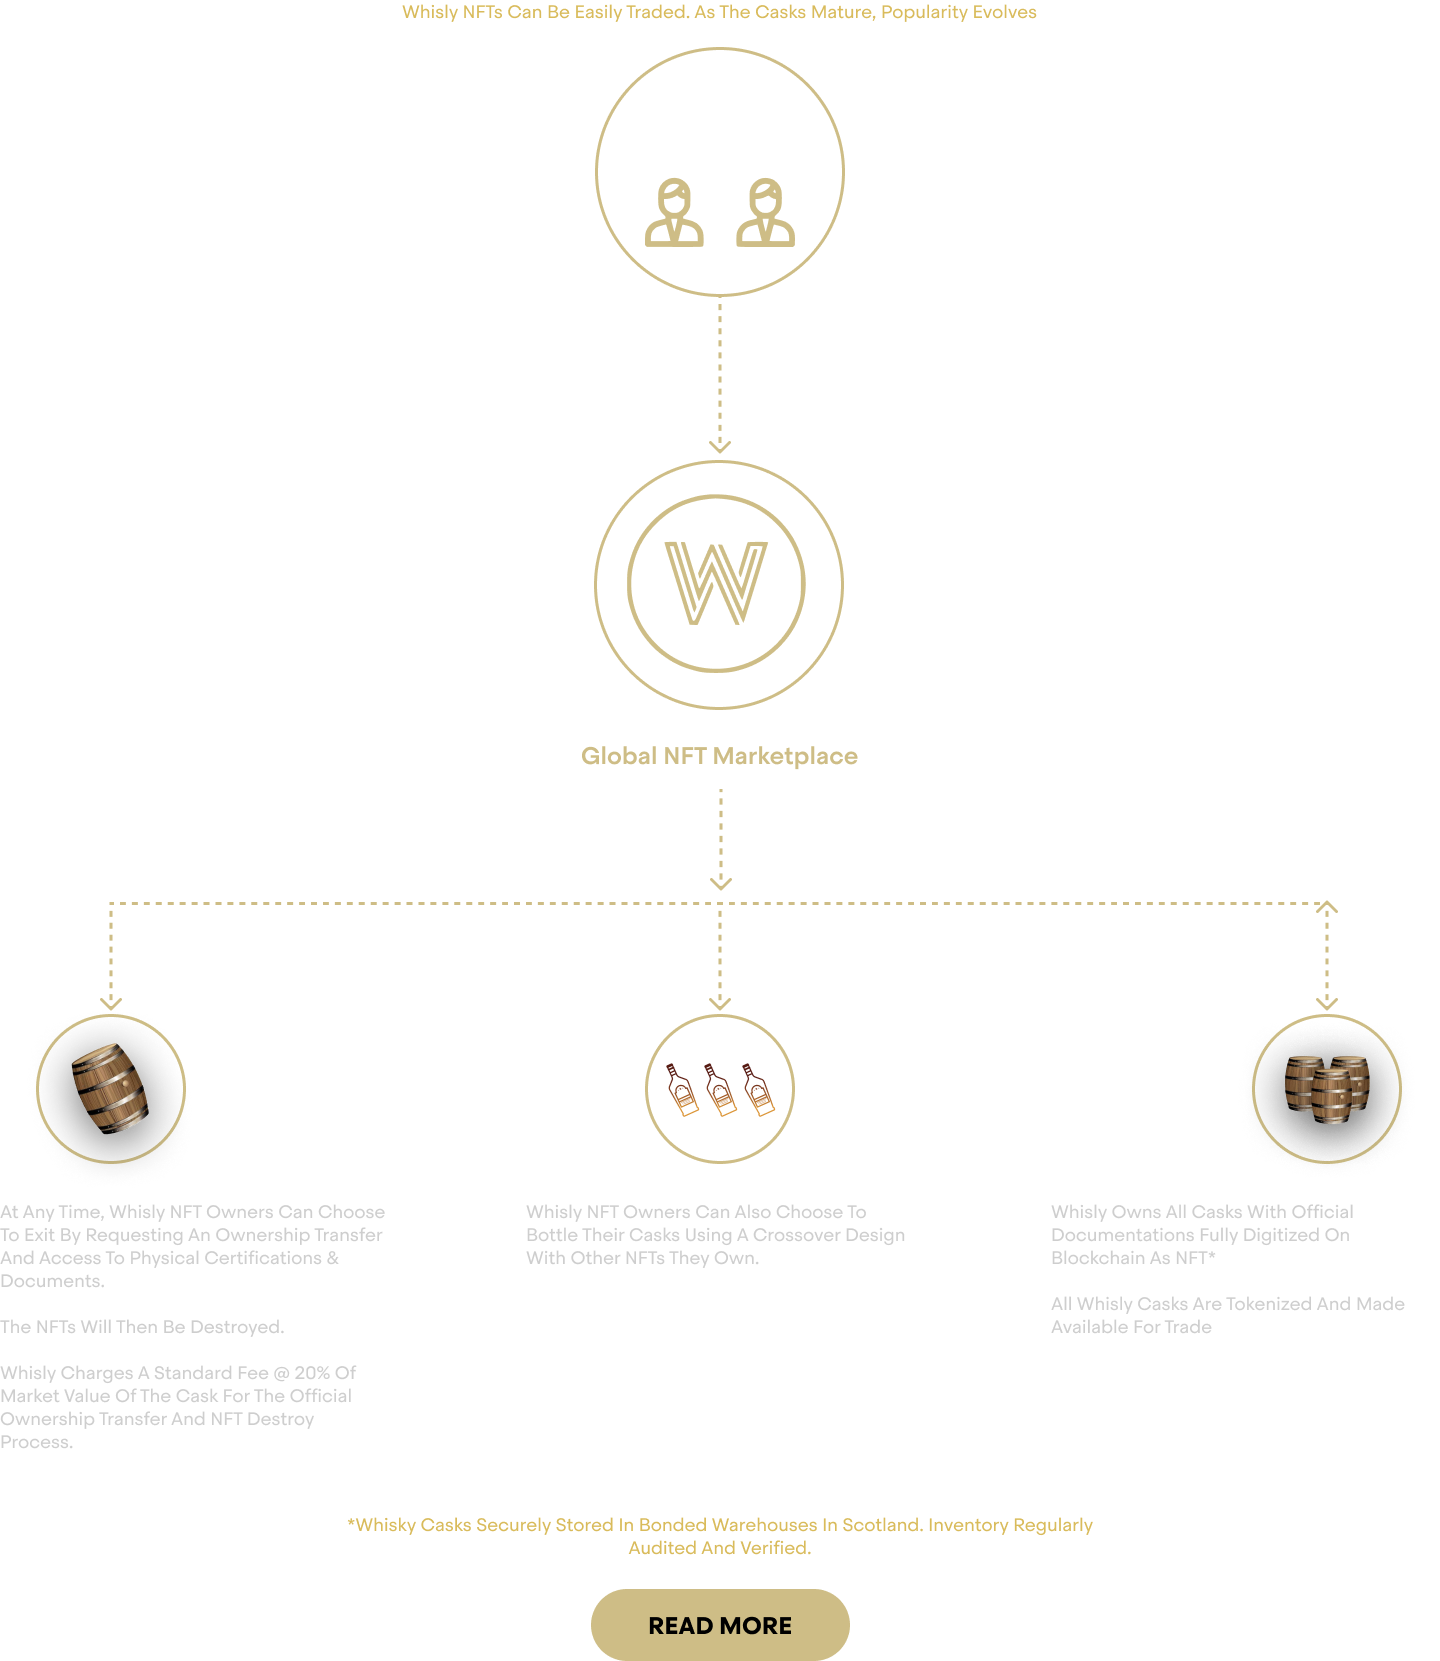 Whisly NFTs Can Be Easily Traded. As The Casks Mature, Popularity Evolves
W
Global NFT Marketplace
At Any Time, Whisly NFT Owners Can Choose
To Exit By Requesting An Ownership Transfer
And Access To Physical Certifications &
Documents.
The NFTs Will Then Be Destroyed.
Whisly Charges A Standard Fee @ 20% Of
Market Value Of The Cask For The Official
Ownership Transfer And NFT Destroy
Process.
Whisly NFT Owners Can Also Choose To
Bottle Their Casks Using A Crossover Design
With Other NFTs They Own.
Whisly Owns All Casks With Official
Documentations Fully Digitized On
Blockchain As NFT*
All Whisly Casks Are Tokenized And Made
Available For Trade
*Whisky Casks Securely Stored In Bonded Warehouses In Scotland. Inventory Regularly
Audited And Verified.
READ MORE